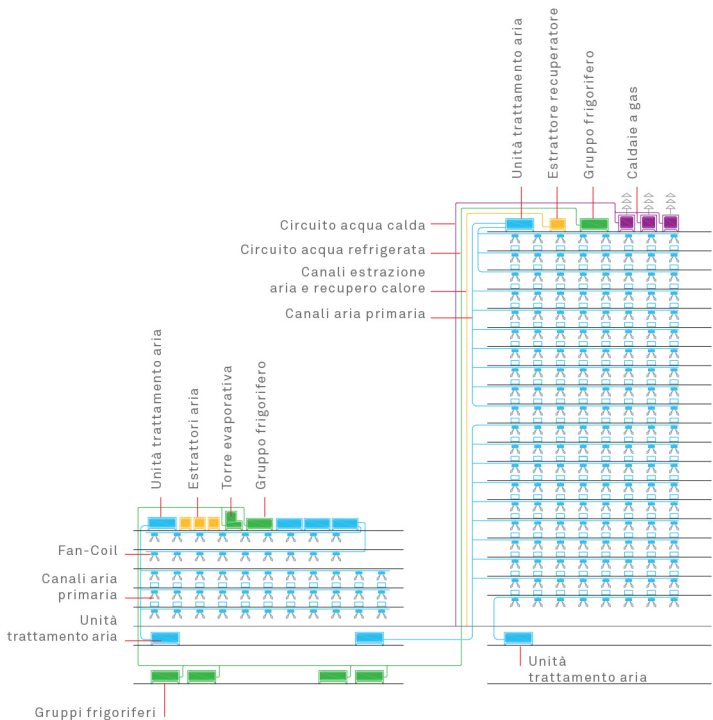 Unità trattamento aria
Estrattore recuperatore
Gruppo frigorifero
Caldaie a gas
Circuito acqua calda
Circuito acqua refrigerata
Canali estrazione
aria e recupero calore
Canali aria primaria
Unità trattamento aria
Estrattori aria
Torre evaporativa
Gruppo frigorifero
Fan-Coil
Canali aria
primaria
Unità
trattamento aria
Unità
trattamento aria
Gruppi frigoriferi